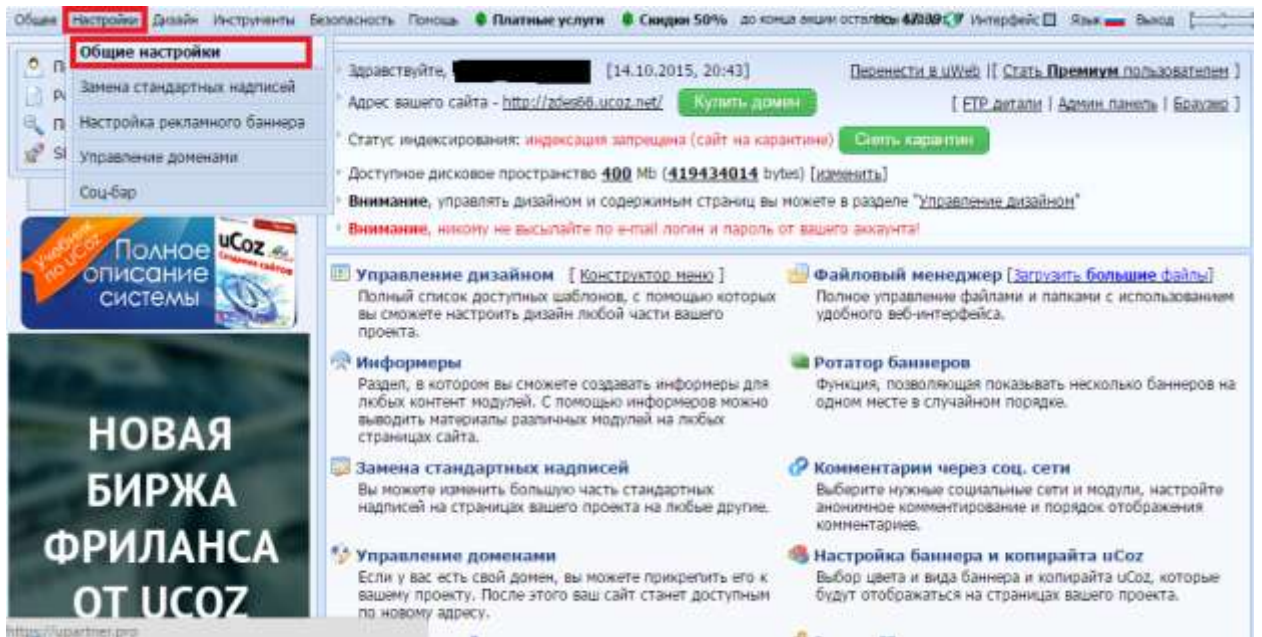 Общее Настройки Дизайн Инструменты Безопасность Помощь Платные услуги Скидки 50% до конца акции осталось Интерфейс Язык Выход
Общие настройки
Замена стандартных надписей
Настройка рекламного баннера
Управление доменами
Соц-бар
Здравствуйте, [14.10.2015, 20:43] Перенести в uWeb |[ Стать Премиум пользователем ]
Адрес вашего сайта - http://zdes66.ucoz.net/ Купить домен [ FTP детали | Админ панель | Браузер ]
Статус индексирования: индексация запрещена (сайт на карантине) Снять карантин
Доступное дисковое пространство 400 Mb (419434014 bytes) [изменить]
Внимание, управлять дизайном и содержимым страниц вы можете в разделе "Управление дизайном"
Внимание, никому не высылайте по e-mail логин и пароль от вашего аккаунта!
Учебник
по uCoz
Полное
описание
системы
uCoz
Создание сайтов
НОВАЯ
БИРЖА
ФРИЛАНСА
ОТ UCOZ
https://upartner.pro
Управление дизайном [ Конструктор меню ]
Полный список доступных шаблонов, с помощью которых
вы сможете настроить дизайн любой части вашего
проекта.
Файловый менеджер [Загрузить большие файлы]
Полное управление файлами и папками с использованием
удобного веб-интерфейса.
Информеры
Раздел, в котором вы сможете создавать информеры для
любых контент модулей. С помощью информеров можно
выводить материалы различных модулей на любых
страницах сайта.
Ротатор баннеров
Функция, позволяющая показывать несколько баннеров на
одном месте в случайном порядке.
Замена стандартных надписей
Вы можете изменить большую часть стандартных
надписей на страницах вашего проекта на любые другие.
Комментарии через соц. сети
Выберите нужные социальные сети и модули, настройте
анонимное комментирование и порядок отображения
комментариев.
Управление доменами
Если у вас есть свой домен, вы можете прикрепить его к
вашему проекту. После этого ваш сайт станет доступным
по новому адресу.
Настройка баннера и копирайта uCoz
Выбор цвета и вида баннера и копирайта uCoz, которые
будут отображаться на страницах вашего проекта.